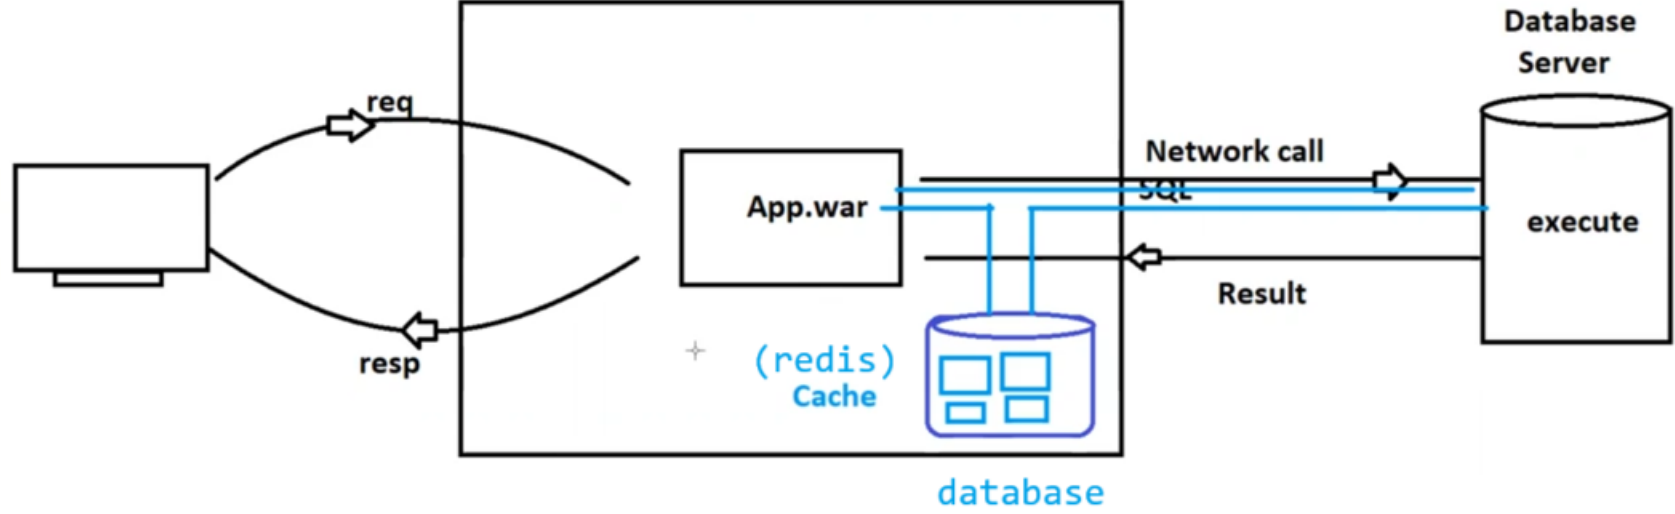 Database
Server
req
Network call
SQL
App.war
execute
Result
resp
(redis)
Cache
database